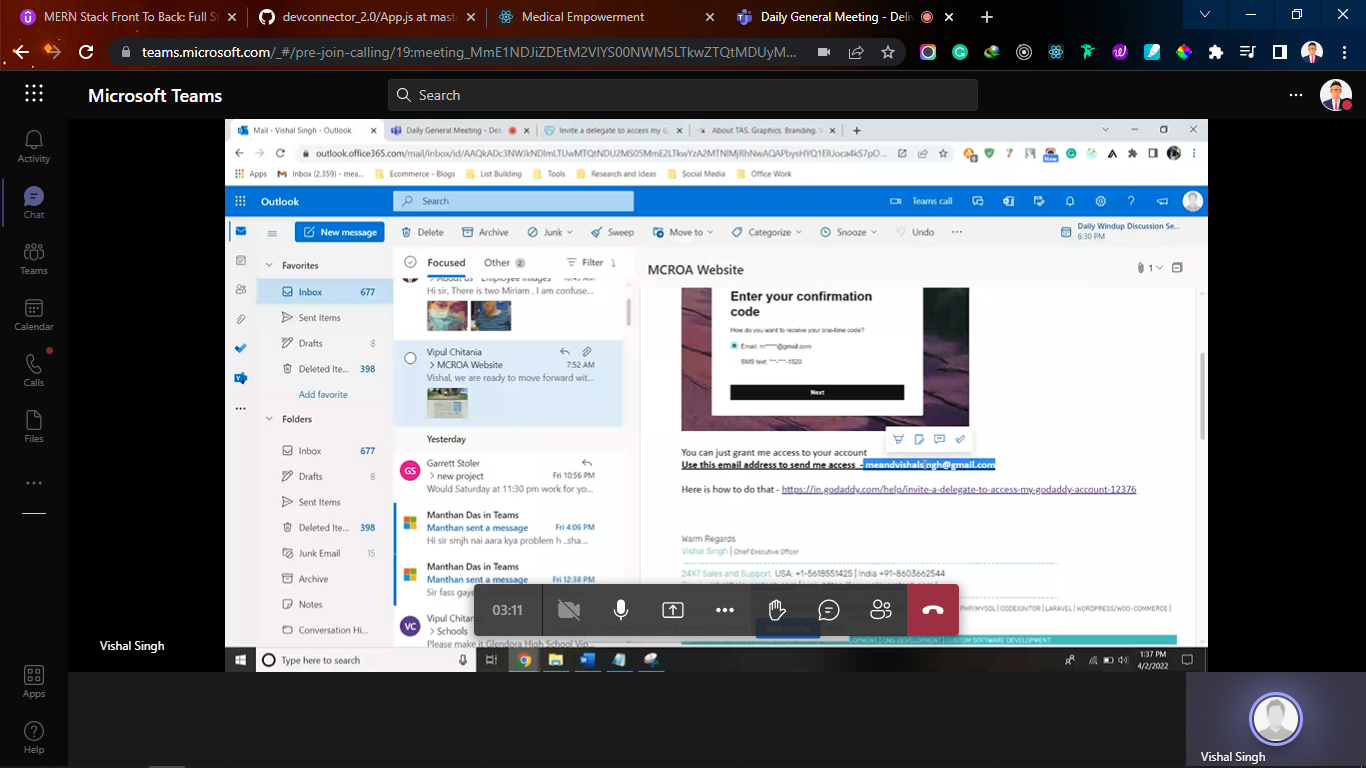 MERN Stack Front To Back: Full St
devconnector_2.0/App.js at maste
Medical Empowerment
Daily General Meeting - Deli
teams.microsoft.com/_#/pre-join-calling/19:meeting_MmE1NDJiZDEtM2VlYS00NWM5LTkwZTQtMDUyM...
Microsoft Teams
Search
Activity
Chat
Teams
Calendar
Calls
Files
Apps
Help
Mail - Vishal Singh - Outlook
Daily General Meeting - Deli
Invite a delegate to access my G
About TAS. Graphics. Branding. S
Apps
Inbox (2,359) - mea...
Ecommerce - Blogs
List Building
Tools
Research and Ideas
Social Media
Office Work
Outlook
Search
Teams call
New message
Delete
Archive
Junk
Sweep
Move to
Categorize
Snooze
Undo
Daily Windup Discussion Se...
6:30 PM
Favorites
Inbox 677
Sent Items
Drafts 8
Deleted Ite... 398
Add favorite
Folders
Inbox 677
Drafts 8
Sent Items
Deleted Ite... 398
Junk Email 15
Archive
Notes
Conversation Hi...
Focused
Other 2
Filter
> About us - Employee Images
Hi sir, There is two Miriam , I am confuse...
Vipul Chitania
> MCROA Website 7:52 AM
Vishal, we are ready to move forward wit...
Yesterday
GS
Garrett Stoler
> new project Fri 10:56 PM
Would Saturday at 11:30 pm work for yo...
Manthan Das in Teams
Manthan sent a message Fri 4:06 PM
Hi sir smjh nai aara kya problem h ..sha...
Manthan Das in Teams
Manthan sent a message Fri 12:38 PM
Sir fass gaye
VC
Vipul Chita
> Schools
Please make it Glendora High School Vip...
MCROA Website
1
Enter your confirmation
code
How do you want to receive your one-time code?
Email: m*****@gmail.com
SMS text: ***-***-1520
Next
You can just grant me access to your account
Use this email address to send me access - meandvishalsingh@gmail.com
Here is how to do that - https://in.godaddy.com/help/invite-a-delegate-to-access-my-godaddy-account-12376
Warm Regards
Vishal Singh | Chief Executive Officer
24X7 Sales and Support. USA: +1-5618551425 | India +91-8603662544
PHP/MYSQL | CODEIGNITOR | LARAVEL | WORDPRESS/WOO-COMMERCE |
CMS DEVELOPMENT | CUSTOM SOFTWARE DEVELOPMENT
03:11
Type here to search
1:37 PM
4/2/2022
Vishal Singh
Vishal Singh